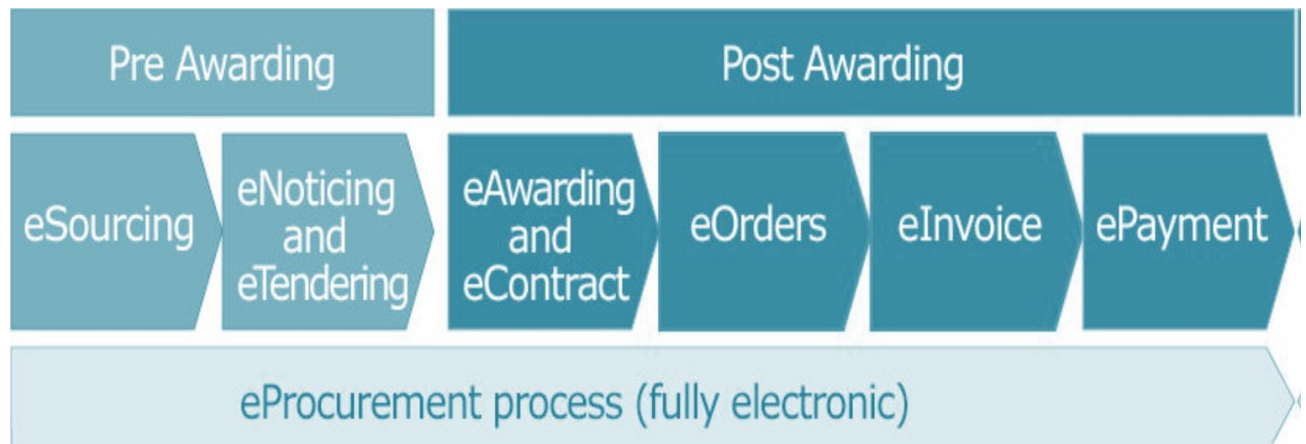 Pre Awarding
Post Awarding
eSourcing
eNoticing
and
eTendering
eAwarding
and
eContract
eOrders
eInvoice
ePayment
eProcurement process (fully electronic)